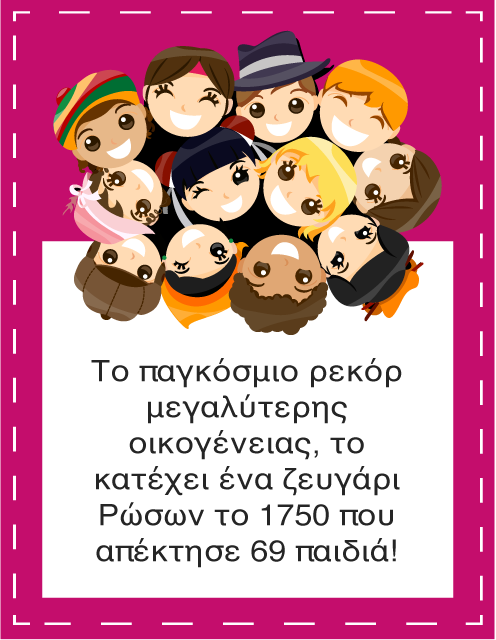 Το παγκόσμιο ρεκόρ
μεγαλύτερης
οικογένειας, το
κατέχει ένα ζευγάρι
Ρώσων το 1750 που
απέκτησε 69 παιδιά!